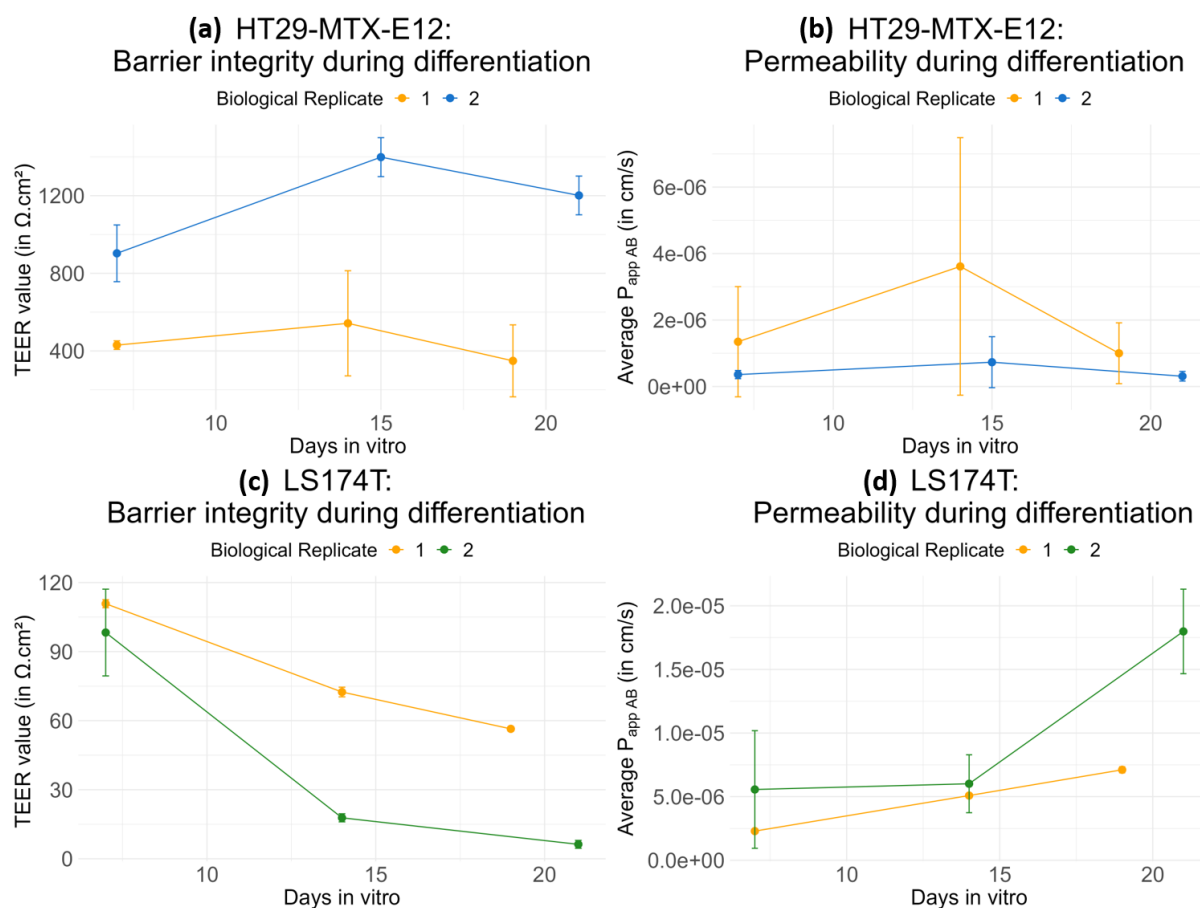 (a) HT29-MTX-E12:
Barrier integrity during differentiation
Biological Replicate 1 2
TEER value (in Ω.cm²)
1200
800
400
10 15 20
Days in vitro
(b) HT29-MTX-E12:
Permeability during differentiation
Biological Replicate 1 2
Average Papp AB (in cm/s)
6e-06
4e-06
2e-06
0e+00
10 15 20
Days in vitro
(c) LS174T:
Barrier integrity during differentiation
Biological Replicate 1 2
TEER value (in Ω.cm²)
120
90
60
30
0
10 15 20
Days in vitro
(d) LS174T:
Permeability during differentiation
Biological Replicate 1 2
Average Papp AB (in cm/s)
2.0e-05
1.5e-05
1.0e-05
5.0e-06
0.0e+00
10 15 20
Days in vitro